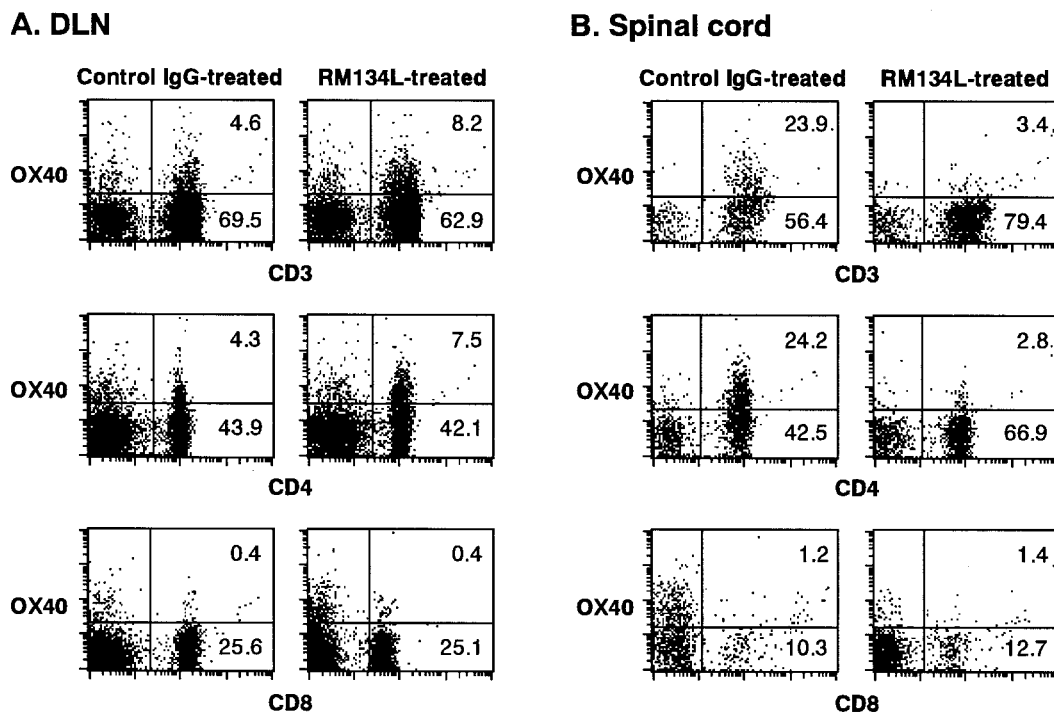 A. DLN
B. Spinal cord
Control IgG-treated RM134L-treated
Control IgG-treated RM134L-treated
OX40 4.6 8.2
69.5 62.9
CD3
OX40 23.9 3.4
56.4 79.4
CD3
OX40 4.3 7.5
43.9 42.1
CD4
OX40 24.2 2.8
42.5 66.9
CD4
OX40 0.4 0.4
25.6 25.1
CD8
OX40 1.2 1.4
10.3 12.7
CD8